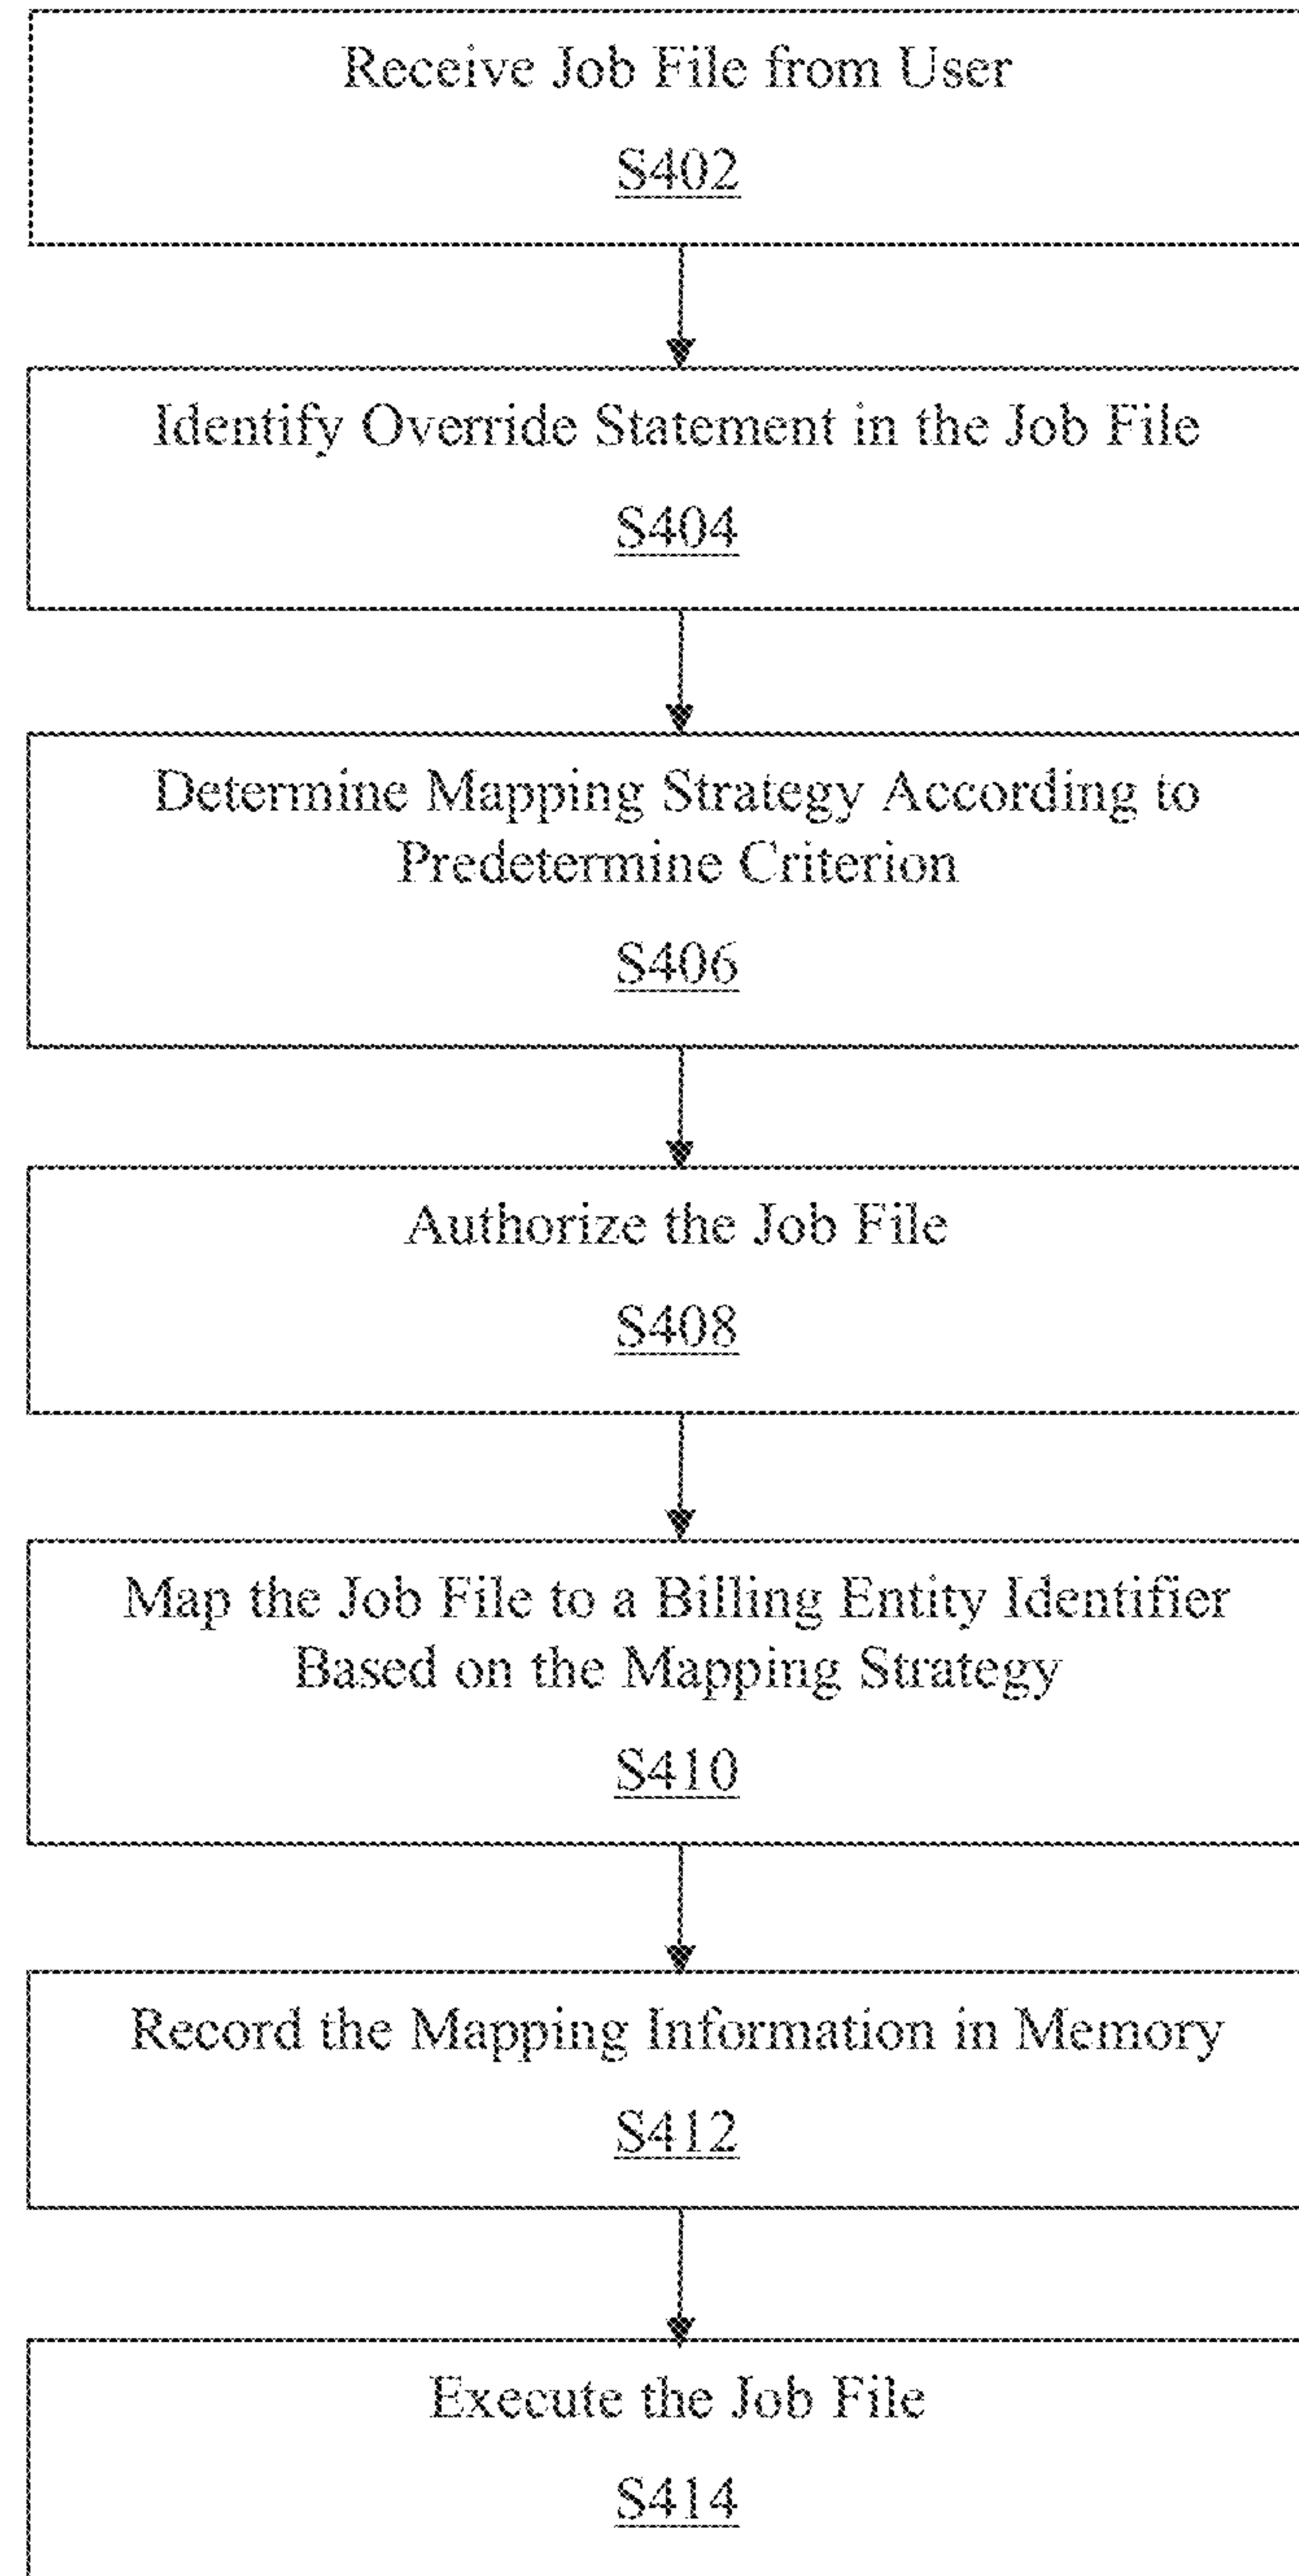 Receive Job File from User
S402
Identify Override Statement in the Job File
S404
Determine Mapping Strategy According to
Predetermine Criterion
S406
Authorize the Job File
S408
Map the Job File to a Billing Entity Identifier
Based on the Mapping Strategy
S410
Record the Mapping Information in Memory
S412
Execute the Job File
S414